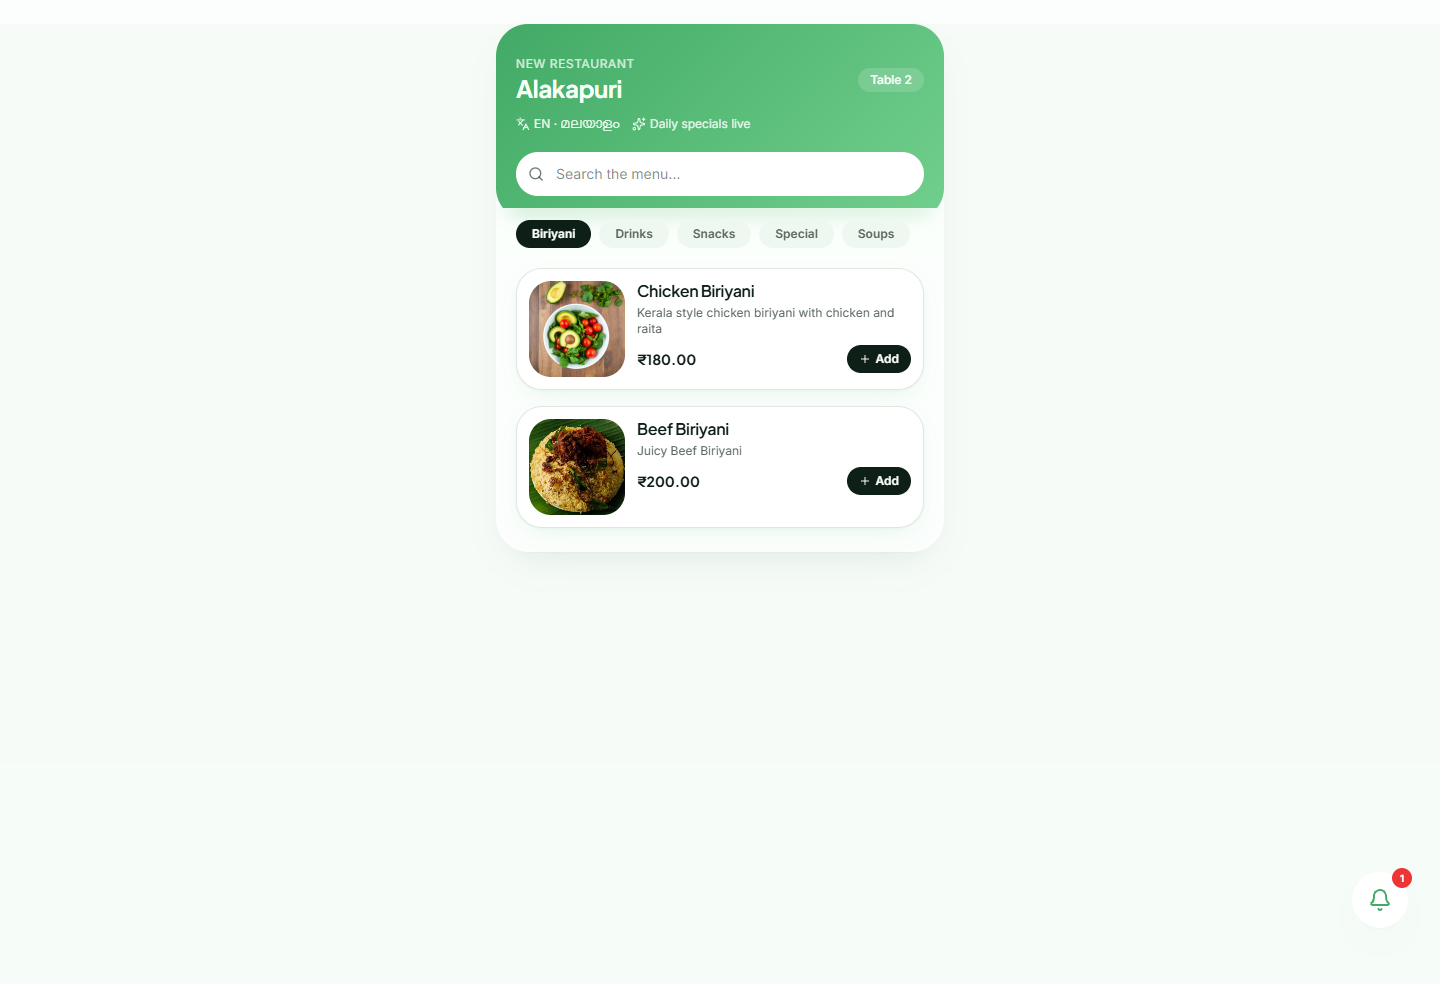 NEW RESTAURANT
Alakapuri
Table 2
EN · മലയാളം
Daily specials live
Search the menu...
Biriyani
Drinks
Snacks
Special
Soups
Chicken Biriyani
Kerala style chicken biriyani with chicken and
raita
₹180.00
+ Add
Beef Biriyani
Juicy Beef Biriyani
₹200.00
+ Add
1